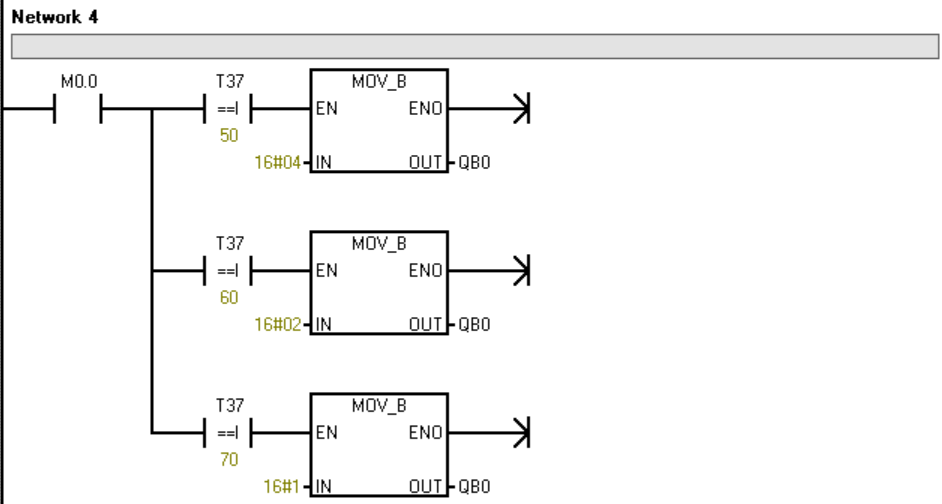 Network 4
M0.0 T37 MOV_B
==I EN ENO
50
16#04 IN OUT QB0
T37 MOV_B
==I EN ENO
60
16#02 IN OUT QB0
T37 MOV_B
==I EN ENO
70
16#1 IN OUT QB0